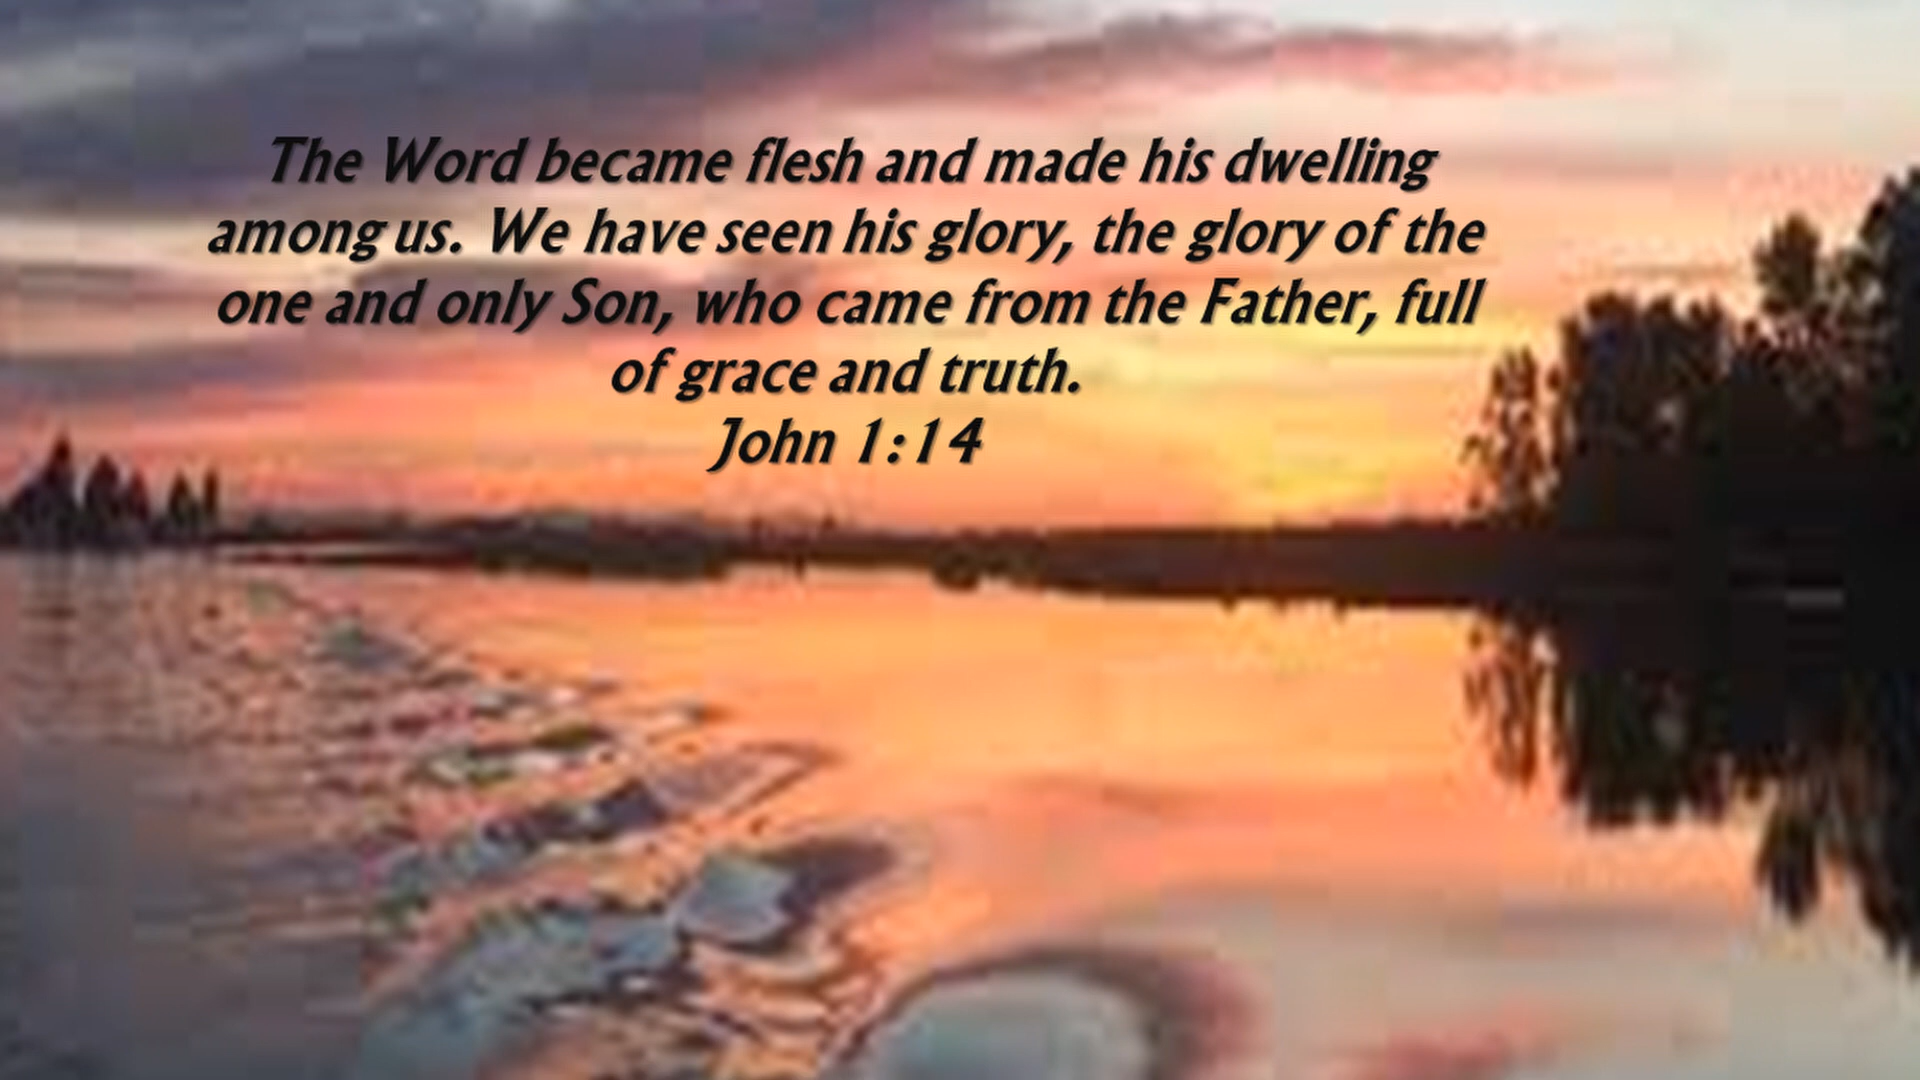 The Word became flesh and made his dwelling
among us. We have seen his glory, the glory of the
one and only Son, who came from the Father, full
of grace and truth.
John 1:14